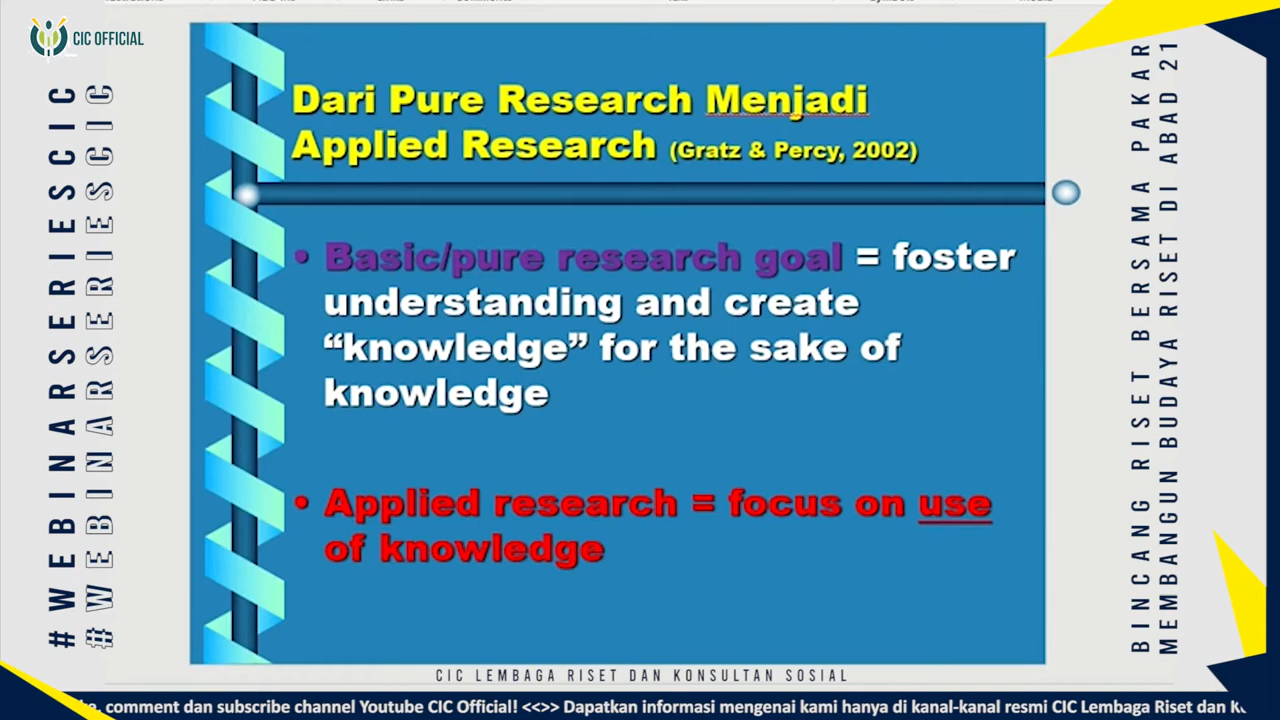 CIC OFFICIAL
#WEBINARSERIESCIC
#WEBINARSERIESCIC
Dari Pure Research Menjadi
Applied Research (Gratz & Percy, 2002)
• Basic/pure research goal = foster
understanding and create
“knowledge” for the sake of
knowledge
• Applied research = focus on use
of knowledge
BINCANG RISET BERSAMA PAKAR
MEMBANGUN BUDAYA RISET DI ABAD 21
CIC LEMBAGA RISET DAN KONSULTAN SOSIAL
comment dan subscribe channel Youtube CIC Official! <<>> Dapatkan informasi mengenai kami hanya di kanal-kanal resmi CIC Lembaga Riset dan